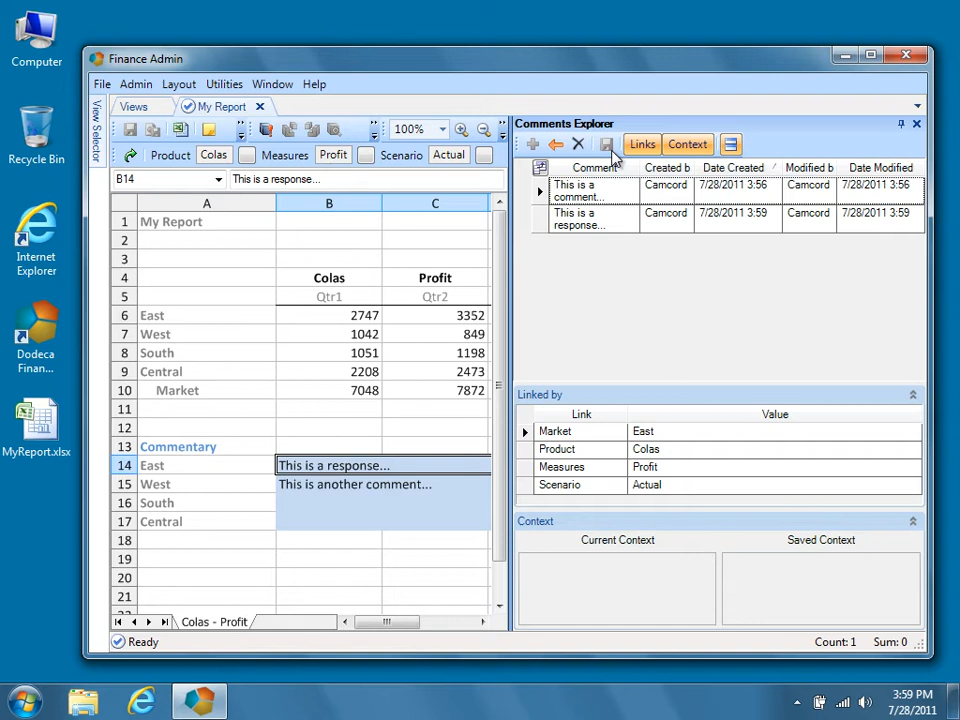 Computer
Recycle Bin
Internet
Explorer
Dodeca
Finan...
MyReport.xlsx
Finance Admin
File Admin Layout Utilities Window Help
View Selector
Views My Report
100%
Product Colas Measures Profit Scenario Actual
B14 This is a response...
A B C
1 My Report
2
3
4 Colas Profit
5 Qtr1 Qtr2
6 East 2747 3352
7 West 1042 849
8 South 1051 1198
9 Central 2208 2473
10 Market 7048 7872
11
12
13 Commentary
14 East This is a response...
15 West This is another comment...
16 South
17 Central
18
19
20
21
Colas - Profit
Ready
Count: 1 Sum: 0
Comments Explorer
Links Context
Comment Created b Date Created Modified b Date Modified
This is a
comment... Camcord 7/28/2011 3:56 Camcord 7/28/2011 3:56
This is a
response... Camcord 7/28/2011 3:59 Camcord 7/28/2011 3:59
Linked by
Link Value
Market East
Product Colas
Measures Profit
Scenario Actual
Context
Current Context Saved Context
3:59 PM
7/28/2011